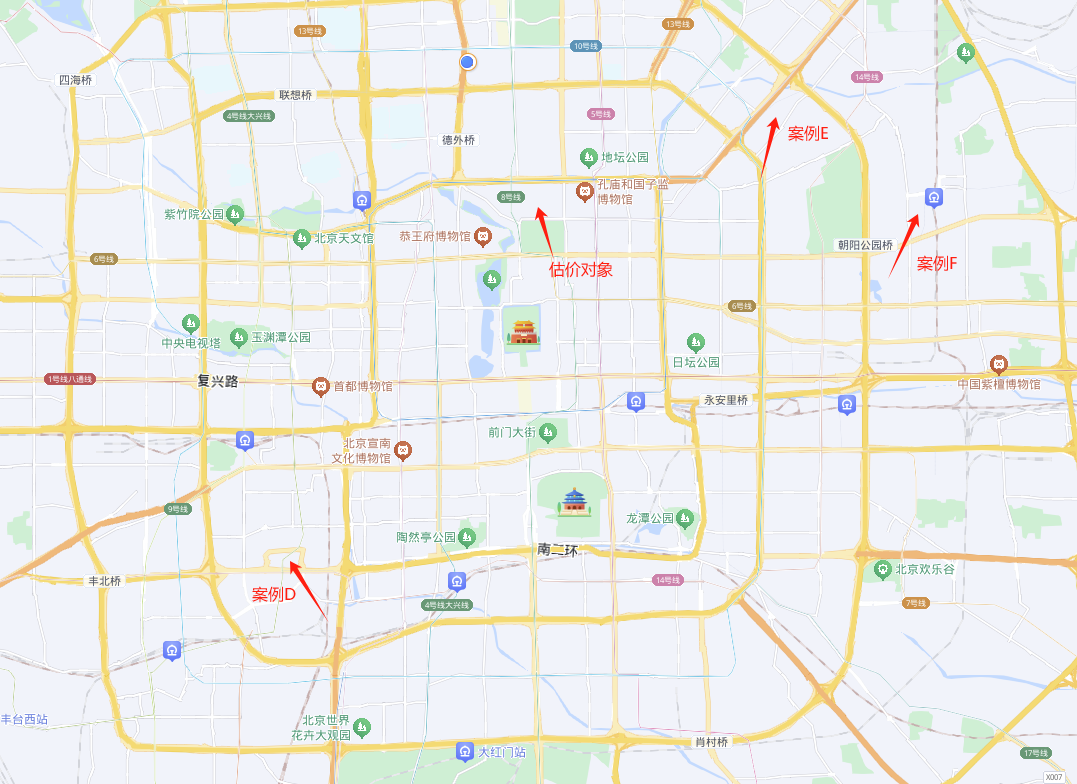 13号线
13号线
10号线
四海桥
14号线
联想桥
4号线大兴线
5号线
案例E
德外桥
地坛公园
孔庙和国子监
博物馆
8号线
紫竹院公园
北京天文馆
恭王府博物馆
朝阳公园桥
6号线
估价对象
案例F
6号线
中央电视塔
玉渊潭公园
日坛公园
1号线八通线
复兴路
首都博物馆
中国紫檀博物馆
永安里桥
前门大街
北京宣南
文化博物馆
9号线
龙潭公园
陶然亭公园
南二环
丰北桥
案例D
14号线
北京欢乐谷
4号线大兴线
7号线
丰台西站
北京世界
花卉大观园
大红门站
肖村桥
17号线
X007